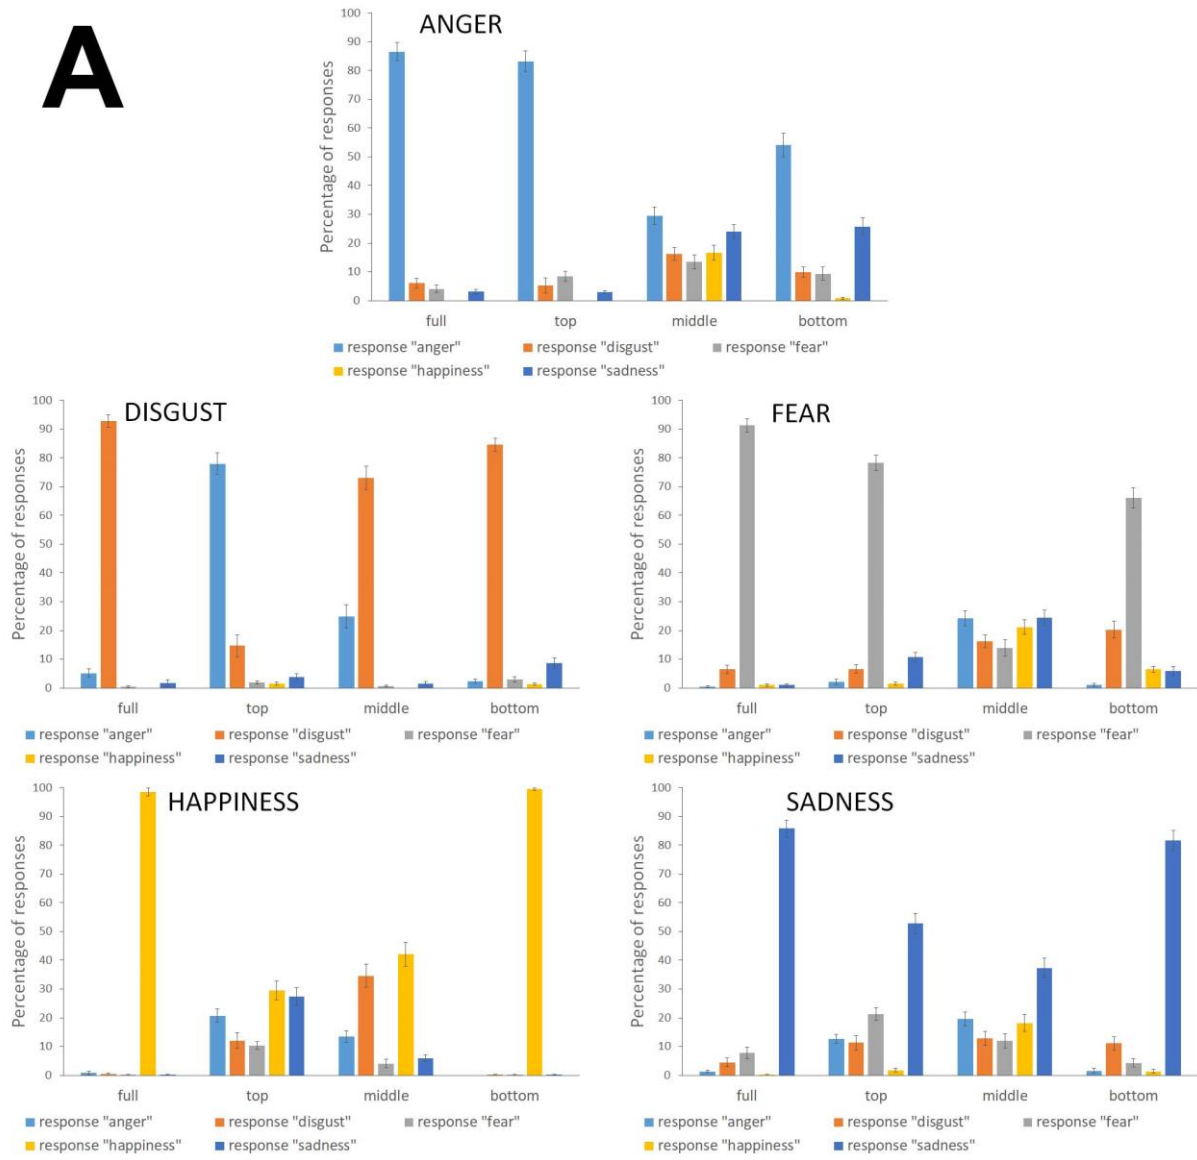 A
ANGER
Percentage of responses
100
90
80
70
60
50
40
30
20
10
0
full top middle bottom
response "anger" response "disgust" response "fear"
response "happiness" response "sadness"
DISGUST
Percentage of responses
100
90
80
70
60
50
40
30
20
10
0
full top middle bottom
response "anger" response "disgust" response "fear"
response "happiness" response "sadness"
FEAR
Percentage of responses
100
90
80
70
60
50
40
30
20
10
0
full top middle bottom
response "anger" response "disgust" response "fear"
response "happiness" response "sadness"
HAPPINESS
Percentage of responses
100
90
80
70
60
50
40
30
20
10
0
full top middle bottom
response "anger" response "disgust" response "fear"
response "happiness" response "sadness"
SADNESS
Percentage of responses
100
90
80
70
60
50
40
30
20
10
0
full top middle bottom
response "anger" response "disgust" response "fear"
response "happiness" response "sadness"